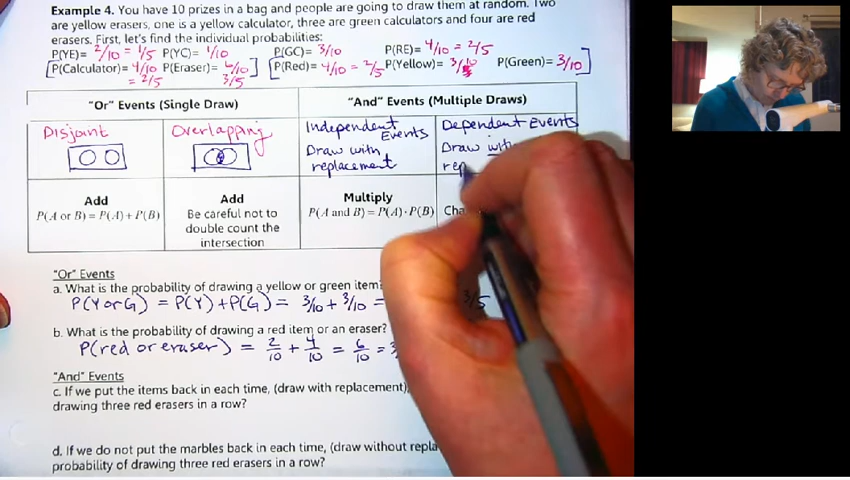 Example 4. You have 10 prizes in a bag and people are going to draw them at random. Two
are yellow erasers, one is a yellow calculator, three are green calculators and four are red
erasers. First, let's find the individual probabilities:
P(YE)= 2/10 = 1/5 P(YC)= 1/10 P(GC)= 3/10 P(RE)= 4/10 = 2/5
[P(Calculator)= 4/10 P(Eraser)= 6/10 ] [P(Red)= 4/10 = 2/5 P(Yellow)= 3/10 P(Green)= 3/10 ]
= 2/5 3/5
"Or" Events (Single Draw) "And" Events (Multiple Draws)
Disjoint Overlapping Independent Events Dependent Events
Draw with replacement Draw with
rep
Add Add Multiply
P(A or B) = P(A) + P(B) Be careful not to P(A and B) = P(A) · P(B)
double count the
intersection
"Or" Events
a. What is the probability of drawing a yellow or green item?
P(Y or G) = P(Y) + P(G) = 3/10 + 3/10 = 3/5
b. What is the probability of drawing a red item or an eraser?
P(red or eraser) = 2/10 + 4/10 = 6/10 =
"And" Events
c. If we put the items back in each time, (draw with replacement),
drawing three red erasers in a row?
d. If we do not put the marbles back in each time, (draw without
probability of drawing three red erasers in a row?